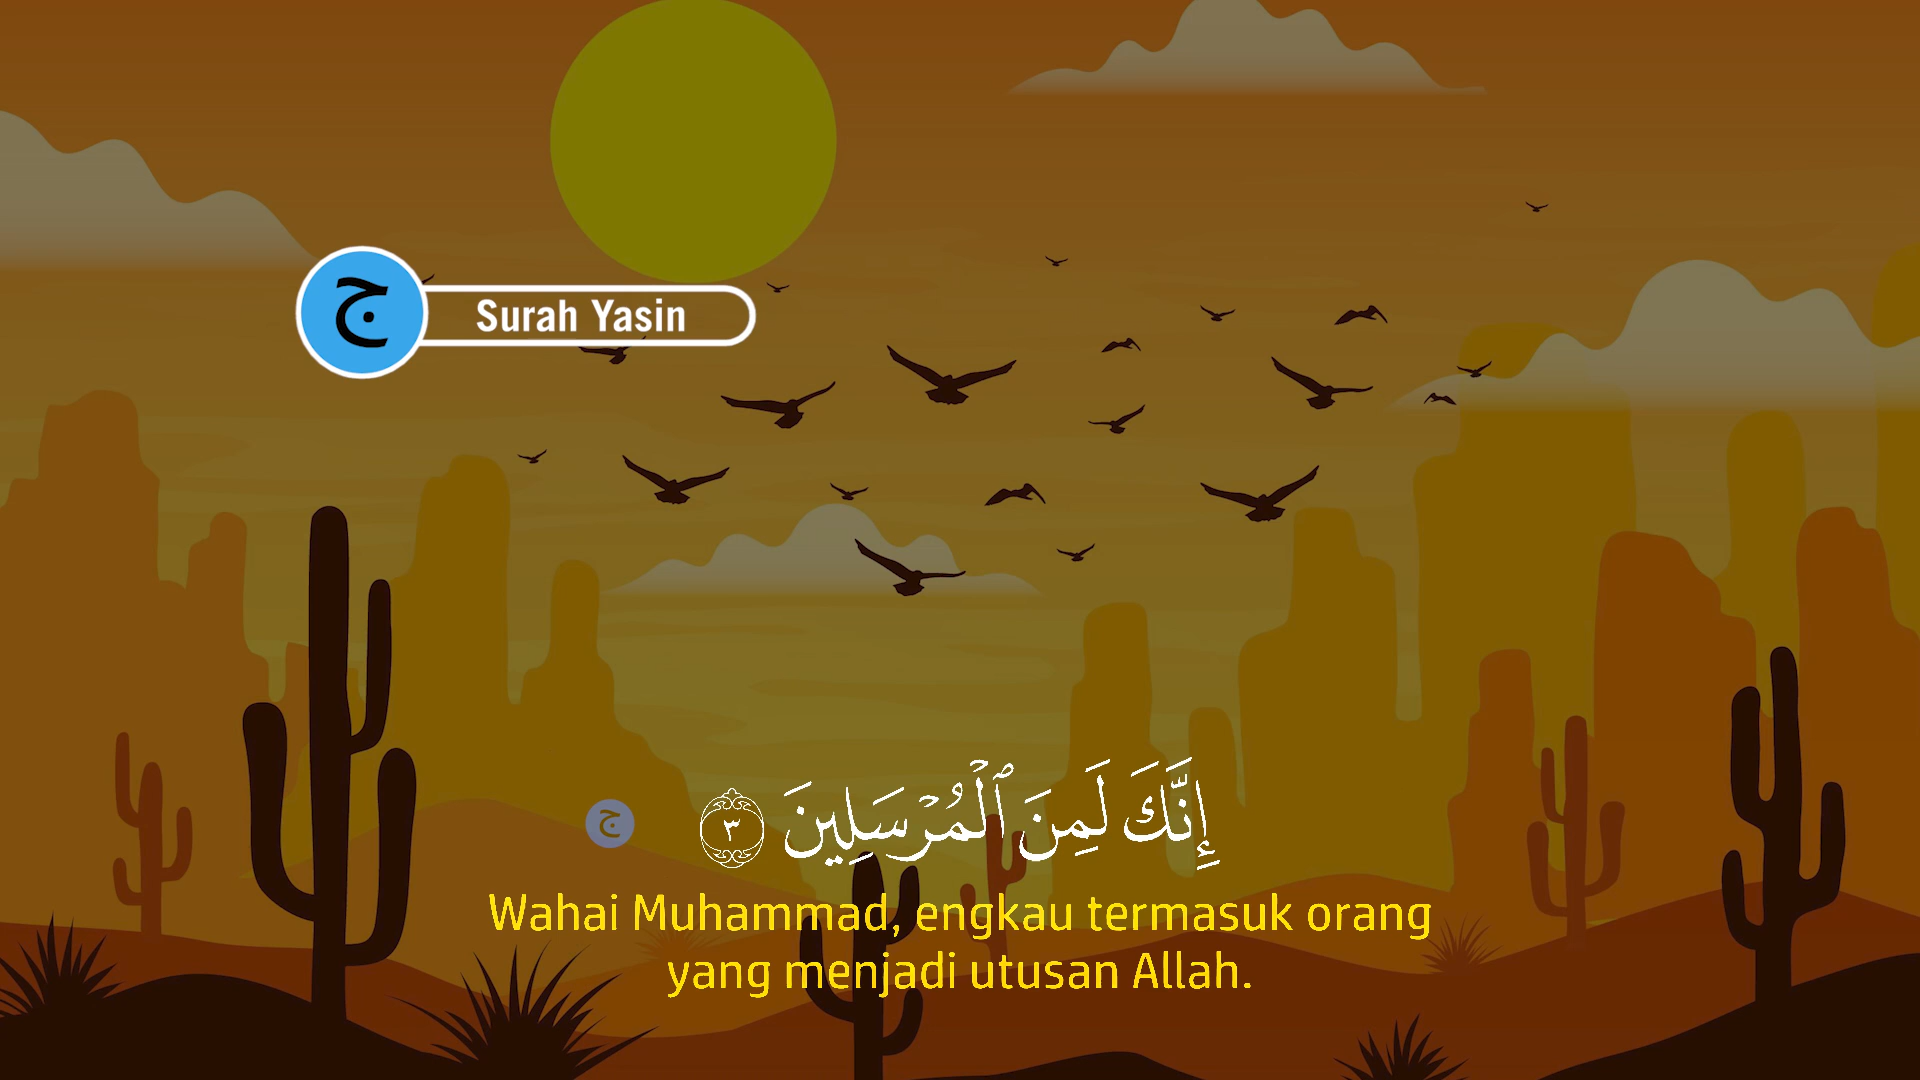 ج
Surah Yasin
إِنَّكَ لَمِنَ ٱلْمُرْسَلِينَ ٣
ج
Wahai Muhammad, engkau termasuk orang
yang menjadi utusan Allah.